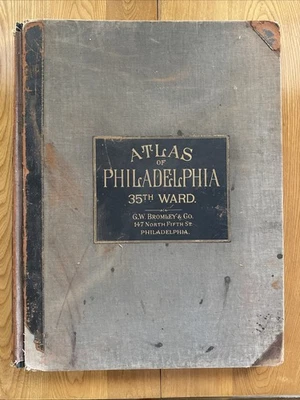 ATLAS
OF
PHILADELPHIA
35TH WARD.
G.W. BROMLEY & CO.
147 NORTH FIFTH ST.
PHILADELPHIA.